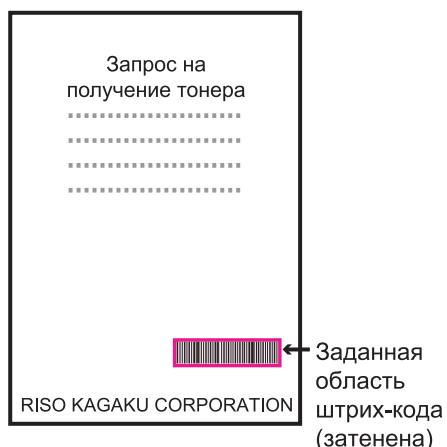 Запрос на
получение тонера
Заданная
область
штрих-кода
(затенена)
RISO KAGAKU CORPORATION